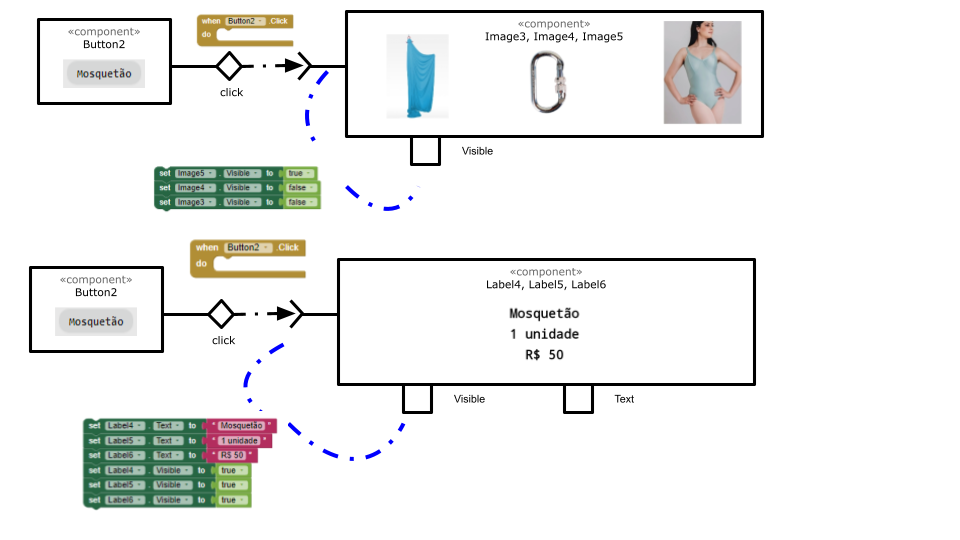 «component»
Button2
Mosquetão
when Button2 .Click
do
click
«component»
Image3, Image4, Image5
Visible
set Image5 . Visible to true
set Image4 . Visible to false
set Image3 . Visible to false
«component»
Button2
Mosquetão
when Button2 .Click
do
click
«component»
Label4, Label5, Label6
Mosquetão
1 unidade
R$ 50
Visible
Text
set Label4 . Text to " Mosquetão "
set Label5 . Text to " 1 unidade "
set Label6 . Text to " R$ 50 "
set Label4 . Visible to true
set Label5 . Visible to true
set Label6 . Visible to true